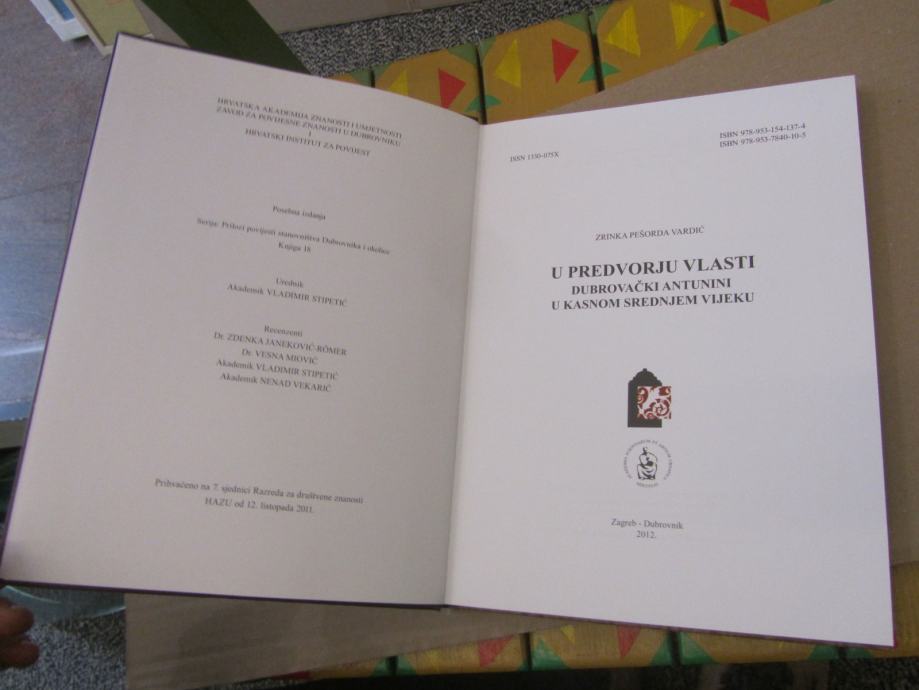 HRVATSKA AKADEMIJA ZNANOSTI I UMJETNOSTI
ZAVOD ZA POVIJESNE ZNANOSTI U DUBROVNIKU
I
HRVATSKI INSTITUT ZA POVIJEST
Posebna izdanja
Serija: Prilozi povijesti stanovništva Dubrovnika i okolice
Knjiga 18
Urednik
Akademik VLADIMIR STIPETIĆ
Recenzenti
Dr. ZDENKA JANEKOVIĆ-RÖMER
Dr. VESNA MIOVIĆ
Akademik VLADIMIR STIPETIĆ
Akademik NENAD VEKARIĆ
Prihvaćeno na 7. sjednici Razreda za društvene znanosti
HAZU od 12. listopada 2011.
ISSN 1330-075X
ISBN 978-953-154-137-4
ISBN 978-953-7840-10-5
ZRINKA PEŠORDA VARDIĆ
U PREDVORJU VLASTI
DUBROVAČKI ANTUNINI
U KASNOM SREDNJEM VIJEKU
Zagreb - Dubrovnik
2012.